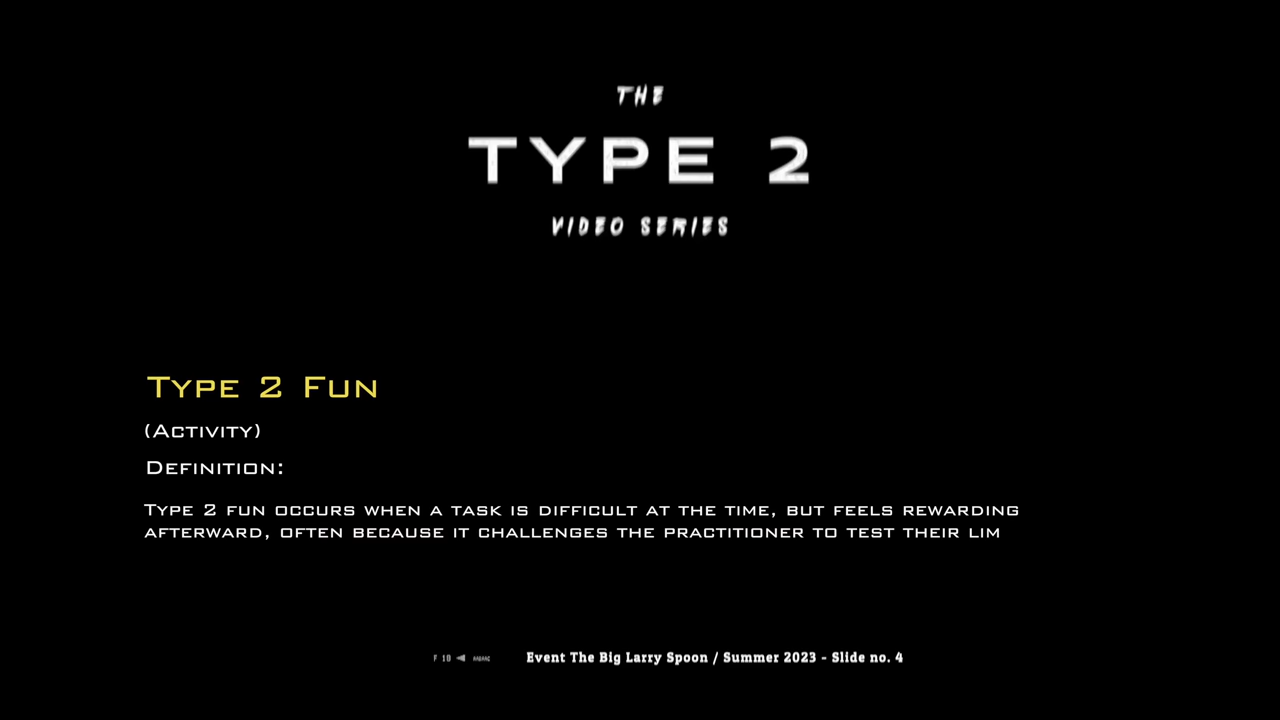 THE
TYPE 2
VIDEO SERIES
Type 2 Fun
(Activity)
Definition:
Type 2 fun occurs when a task is difficult at the time, but feels rewarding
afterward, often because it challenges the practitioner to test their lim
F 10
Event The Big Larry Spoon / Summer 2023 - Slide no. 4